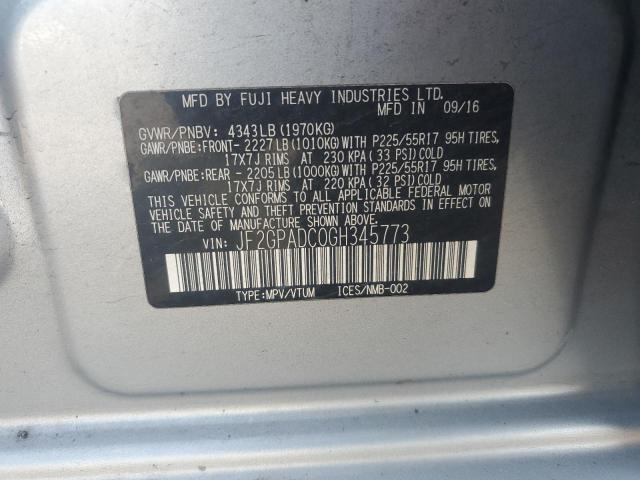 MFD BY FUJI HEAVY INDUSTRIES LTD.
MFD IN 09/16
GVWR/PNBV: 4343LB(1970KG)
GAWR/PNBE:FRONT- 2227LB(1010KG)WITH P225/55R17 95H TIRES,
17X7J RIMS AT 230 KPA(33 PSI)COLD
GAWR/PNBE:REAR - 2205LB(1000KG)WITH P225/55R17 95H TIRES,
17X7J RIMS AT 220 KPA(32 PSI)COLD
THIS VEHICLE CONFORMS TO ALL APPLICABLE FEDERAL MOTOR
VEHICLE SAFETY AND THEFT PREVENTION STANDARDS IN EFFECT ON
THE DATE OF MANUFACTURE SHOWN ABOVE.
VIN: JF2GPADC0GH345773
TYPE:MPV/VTUM ICES/NMB-002